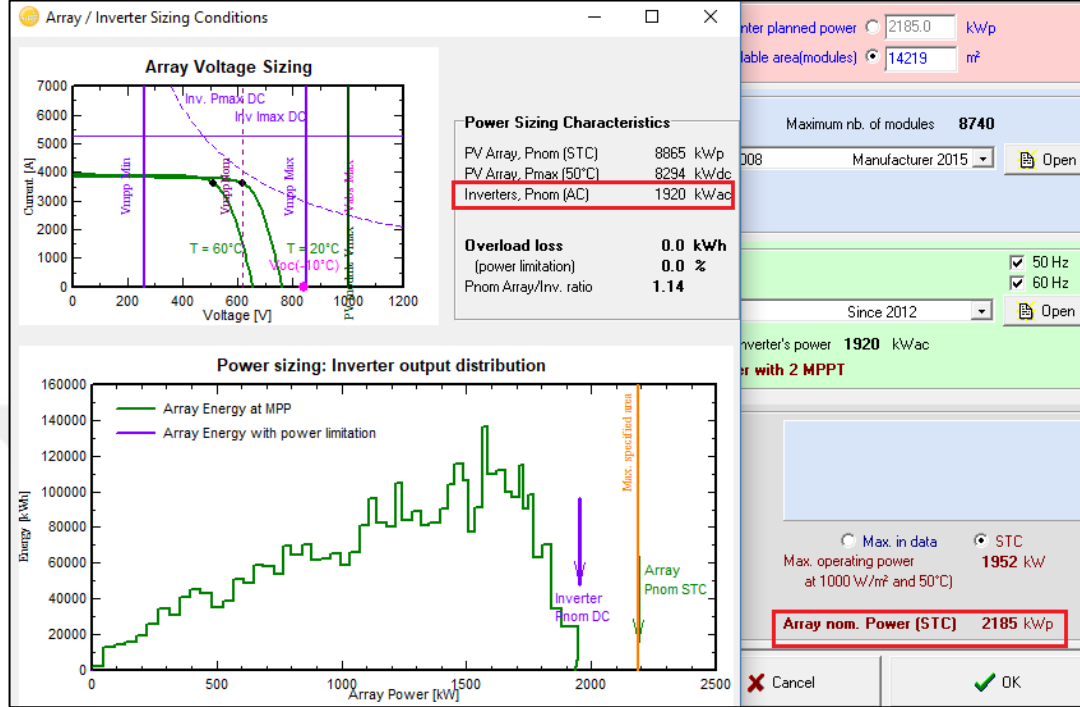 Array / Inverter Sizing Conditions
Array Voltage Sizing
7000
6000
5000
4000
3000
2000
1000
0
Current [A]
Inv. Pmax DC
Inv Imax DC
Vmpp Min
Vmpp Nom
Vmpp Max
T = 60°C
T = 20°C
Voc(-10°C)
0 200 400 600 800 1000 1200
Voltage [V]
Power Sizing Characteristics
PV Array, Pnom (STC) 8865 kWp
PV Array, Pmax (50°C) 8294 kWdc
Inverters, Pnom (AC) 1920 kWac
Overload loss 0.0 kWh
(power limitation) 0.0 %
Pnom Array/Inv. ratio 1.14
Power sizing: Inverter output distribution
160000
140000
120000
100000
80000
60000
40000
20000
0
Energy [kWh]
Array Energy at MPP
Array Energy with power limitation
Max. specified area
Inverter
Pnom DC
Array
Pnom STC
0 500 1000 1500 2000 2500
Array Power [kW]
nter planned power 2185.0 kWp
lable area(modules) 14219 m²
Maximum nb. of modules 8740
008 Manufacturer 2015 Open
50 Hz
60 Hz
Since 2012 Open
nverter's power 1920 kWac
er with 2 MPPT
Max. in data STC
Max. operating power 1952 kW
at 1000 W/m² and 50°C)
Array nom. Power (STC) 2185 kWp
Cancel OK